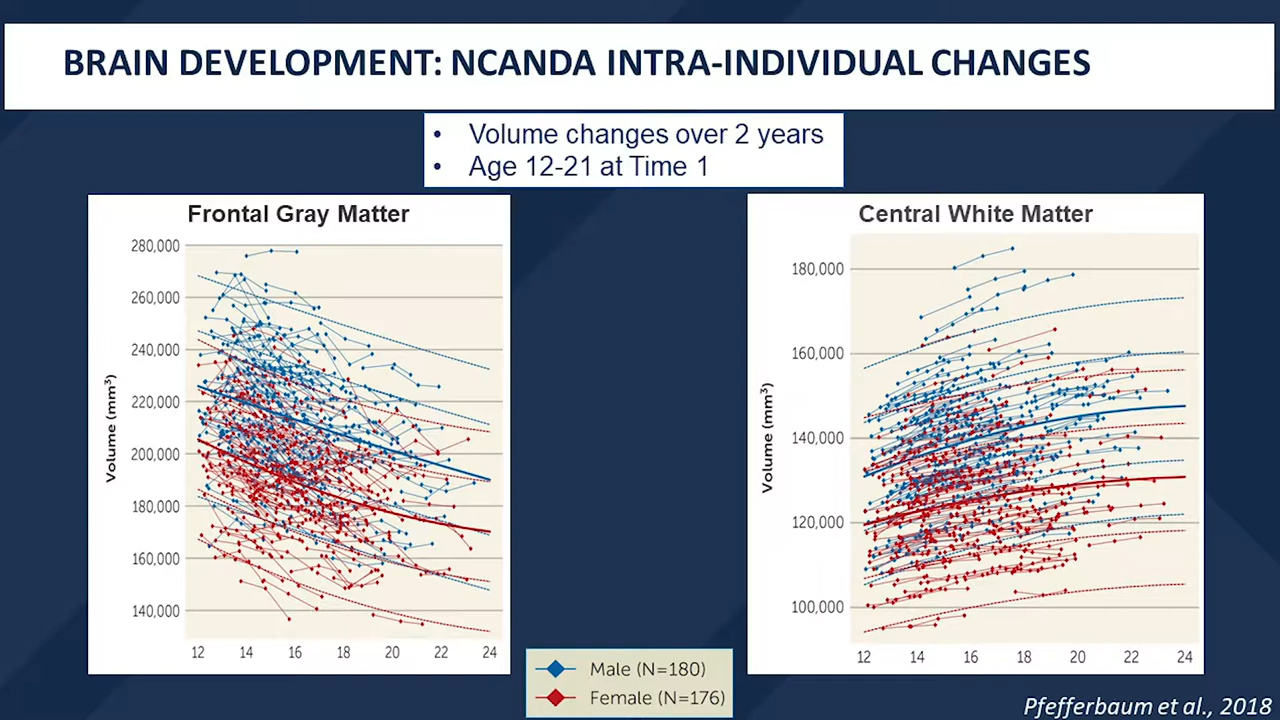 BRAIN DEVELOPMENT: NCANDA INTRA-INDIVIDUAL CHANGES
• Volume changes over 2 years
• Age 12-21 at Time 1
Frontal Gray Matter
Volume (mm³)
280,000
260,000
240,000
220,000
200,000
180,000
160,000
140,000
12 14 16 18 20 22 24
Central White Matter
Volume (mm³)
180,000
160,000
140,000
120,000
100,000
12 14 16 18 20 22 24
Male (N=180)
Female (N=176)
Pfefferbaum et al., 2018